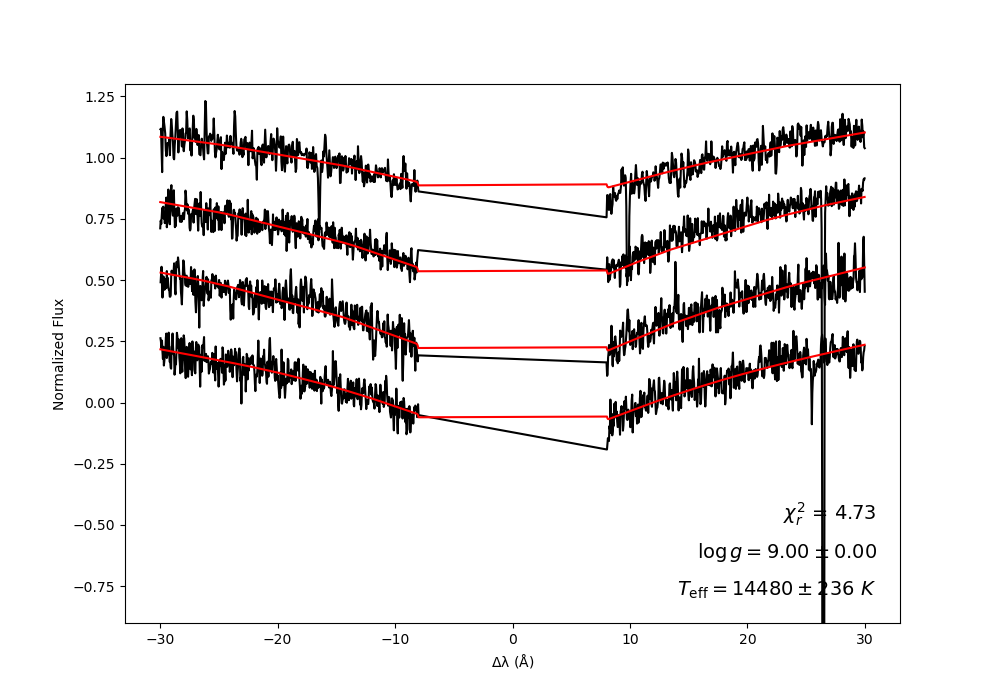 1.25
1.00
0.75
0.50
0.25
0.00
−0.25
−0.50
−0.75
Normalized Flux
χ²ᵣ = 4.73
log g = 9.00 ± 0.00
T_eff = 14480 ± 236 K
−30 −20 −10 0 10 20 30
Δλ (Å)